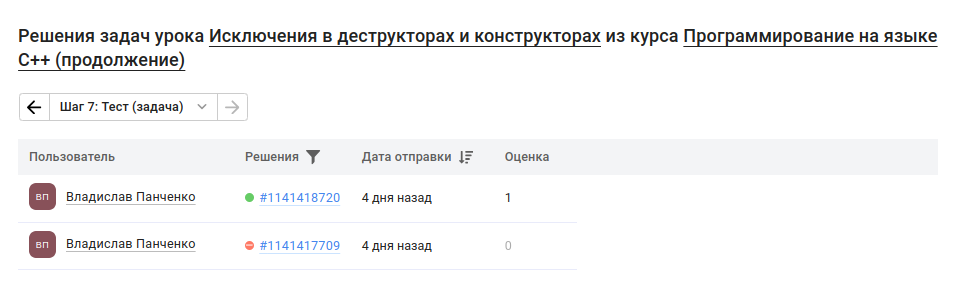 Решения задач урока Исключения в деструкторах и конструкторах из курса Программирование на языке
C++ (продолжение)
Шаг 7: Тест (задача)
Пользователь Решения Дата отправки Оценка
ВП Владислав Панченко #1141418720 4 дня назад 1
ВП Владислав Панченко #1141417709 4 дня назад 0